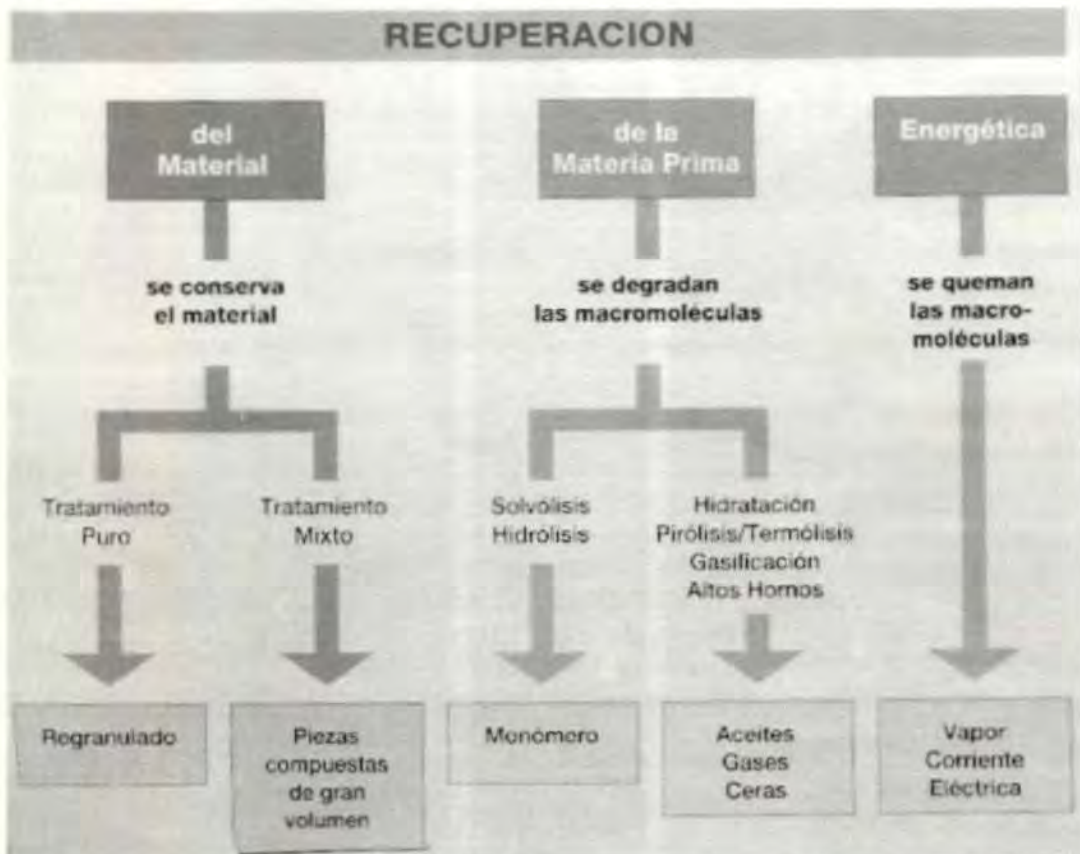 RECUPERACION
del
Material
de la
Materia Prima
Energética
se conserva
el material
se degradan
las macromoléculas
se queman
las macro-
moléculas
Tratamiento
Puro
Tratamiento
Mixto
Solvólisis
Hidrólisis
Hidratación
Pirólisis/Termólisis
Gasificación
Altos Hornos
Regranulado
Piezas
compuestas
de gran
volumen
Monómero
Aceites
Gases
Ceras
Vapor
Corriente
Eléctrica